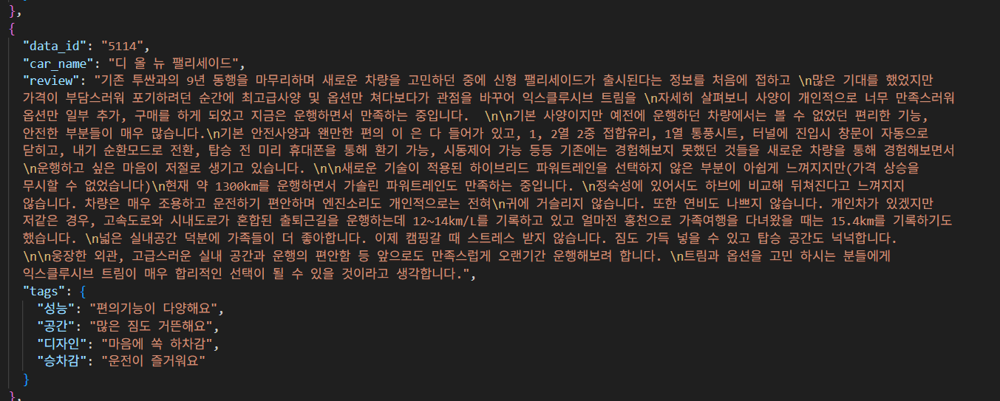 },
{
"data_id": "5114",
"car_name": "디 올 뉴 팰리세이드",
"review": "기존 투싼과의 9년 동행을 마무리하며 새로운 차량을 고민하던 중에 신형 팰리세이드가 출시된다는 정보를 처음에 접하고 \n많은 기대를 했었지만
가격이 부담스러워 포기하려던 순간에 최고급사양 및 옵션만 쳐다보다가 관점을 바꾸어 익스클루시브 트림을 \n자세히 살펴보니 사양이 개인적으로 너무 만족스러워
옵션만 일부 추가, 구매를 하게 되었고 지금은 운행하면서 만족하는 중입니다.  \n\n기본 사양이지만 예전에 운행하던 차량에서는 볼 수 없었던 편리한 기능,
안전한 부분들이 매우 많습니다.\n기본 안전사양과 왠만한 편의 이 은 다 들어가 있고, 1, 2열 2중 접합유리, 1열 통풍시트, 터널에 진입시 창문이 자동으로
닫히고, 내기 순환모드로 전환, 탑승 전 미리 휴대폰을 통해 환기 가능, 시동제어 가능 등등 기존에는 경험해보지 못했던 것들을 새로운 차량을 통해 경험해보면서
\n운행하고 싶은 마음이 저절로 생기고 있습니다. \n\n새로운 기술이 적용된 하이브리드 파워트레인을 선택하지 않은 부분이 아쉽게 느껴지지만(가격 상승을
무시할 수 없었습니다)\n현재 약 1300km를 운행하면서 가솔린 파워트레인도 만족하는 중입니다. \n정숙성에 있어서도 하브에 비교해 뒤쳐진다고 느껴지지
않습니다. 차량은 매우 조용하고 운전하기 편안하며 엔진소리도 개인적으로는 전혀\n귀에 거슬리지 않습니다. 또한 연비도 나쁘지 않습니다. 개인차가 있겠지만
저같은 경우, 고속도로와 시내도로가 혼합된 출퇴근길을 운행하는데 12~14km/L를 기록하고 있고 얼마전 홍천으로 가족여행을 다녀왔을 때는 15.4km를 기록하기도
했습니다. \n넓은 실내공간 덕분에 가족들이 더 좋아합니다. 이제 캠핑갈 때 스트레스 받지 않습니다. 짐도 가득 넣을 수 있고 탑승 공간도 넉넉합니다.
\n\n웅장한 외관, 고급스러운 실내 공간과 운행의 편안함 등 앞으로도 만족스럽게 오랜기간 운행해보려 합니다. \n트림과 옵션을 고민 하시는 분들에게
익스클루시브 트림이 매우 합리적인 선택이 될 수 있을 것이라고 생각합니다.",
"tags": {
"성능": "편의기능이 다양해요",
"공간": "많은 짐도 거뜬해요",
"디자인": "마음에 쏙 하차감",
"승차감": "운전이 즐거워요"
}
},